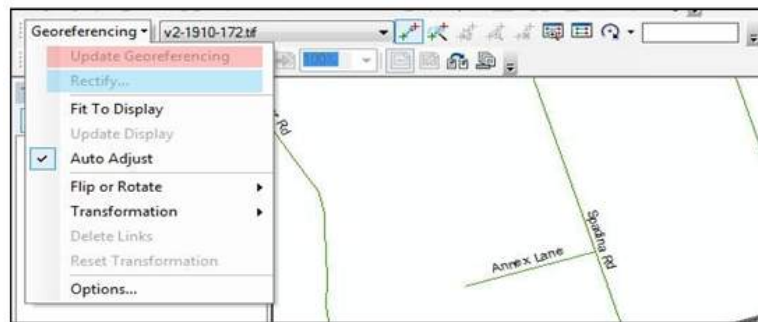 Georeferencing v2-1910-172.tif
Update Georeferencing
Rectify...
Fit To Display
Update Display
Auto Adjust
Flip or Rotate
Transformation
Delete Links
Reset Transformation
Options...
Rd
Spadina Rd
Annex Lane